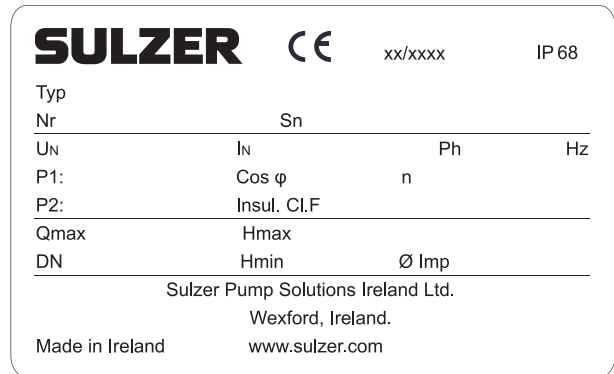 SULZER CE xx/xxxx IP 68
Typ
Nr Sn
UN IN Ph Hz
P1: Cos φ n
P2: Insul. Cl.F
Qmax Hmax
DN Hmin Ø Imp
Sulzer Pump Solutions Ireland Ltd.
Wexford, Ireland.
Made in Ireland www.sulzer.com